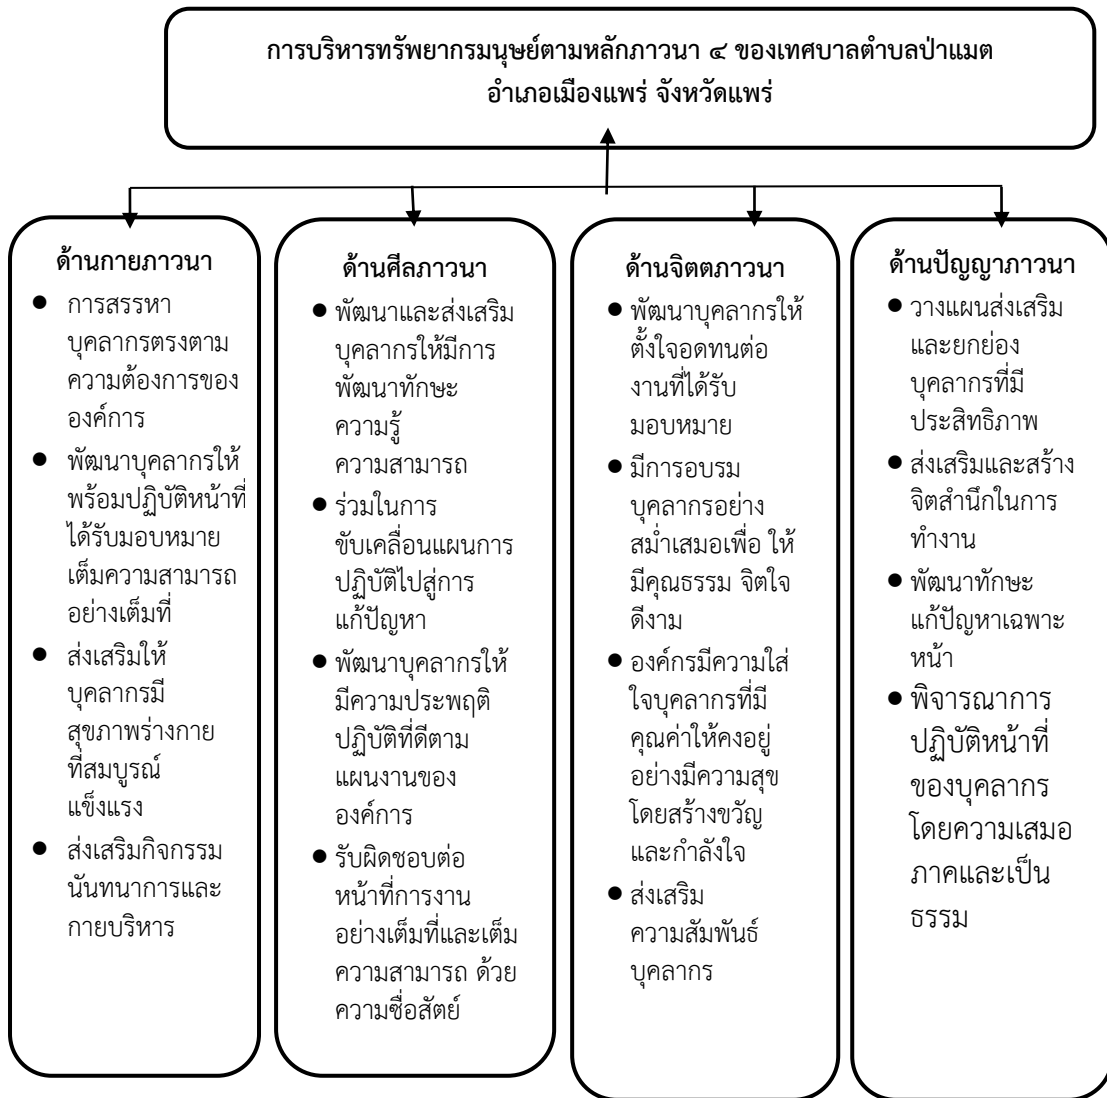 การบริหารทรัพยากรมนุษย์ตามหลักภาวนา ๔ ของเทศบาลตำบลป่าแมต
อำเภอเมืองแพร่ จังหวัดแพร่
ด้านกายภาวนา
● การสรรหา
บุคลากรตรงตาม
ความต้องการของ
องค์การ
● พัฒนาบุคลากรให้
พร้อมปฏิบัติหน้าที่
ได้รับมอบหมาย
เต็มความสามารถ
อย่างเต็มที่
● ส่งเสริมให้
บุคลากรมี
สุขภาพร่างกาย
ที่สมบูรณ์
แข็งแรง
● ส่งเสริมกิจกรรม
นันทนาการและ
กายบริหาร
ด้านศีลภาวนา
● พัฒนาและส่งเสริม
บุคลากรให้มีการ
พัฒนาทักษะ
ความรู้
ความสามารถ
● ร่วมในการ
ขับเคลื่อนแผนการ
ปฏิบัติไปสู่การ
แก้ปัญหา
● พัฒนาบุคลากรให้
มีความประพฤติ
ปฏิบัติที่ดีตาม
แผนงานของ
องค์การ
● รับผิดชอบต่อ
หน้าที่การงาน
อย่างเต็มที่และเต็ม
ความสามารถ ด้วย
ความซื่อสัตย์
ด้านจิตตภาวนา
● พัฒนาบุคลากรให้
ตั้งใจอดทนต่อ
งานที่ได้รับ
มอบหมาย
● มีการอบรม
บุคลากรอย่าง
สม่ำเสมอเพื่อ ให้
มีคุณธรรม จิตใจ
ดีงาม
● องค์กรมีความใส่
ใจบุคลากรที่มี
คุณค่าให้คงอยู่
อย่างมีความสุข
โดยสร้างขวัญ
และกำลังใจ
● ส่งเสริม
ความสัมพันธ์
บุคลากร
ด้านปัญญาภาวนา
● วางแผนส่งเสริม
และยกย่อง
บุคลากรที่มี
ประสิทธิภาพ
● ส่งเสริมและสร้าง
จิตสำนึกในการ
ทำงาน
● พัฒนาทักษะ
แก้ปัญหาเฉพาะ
หน้า
● พิจารณาการ
ปฏิบัติหน้าที่
ของบุคลากร
โดยความเสมอ
ภาคและเป็น
ธรรม